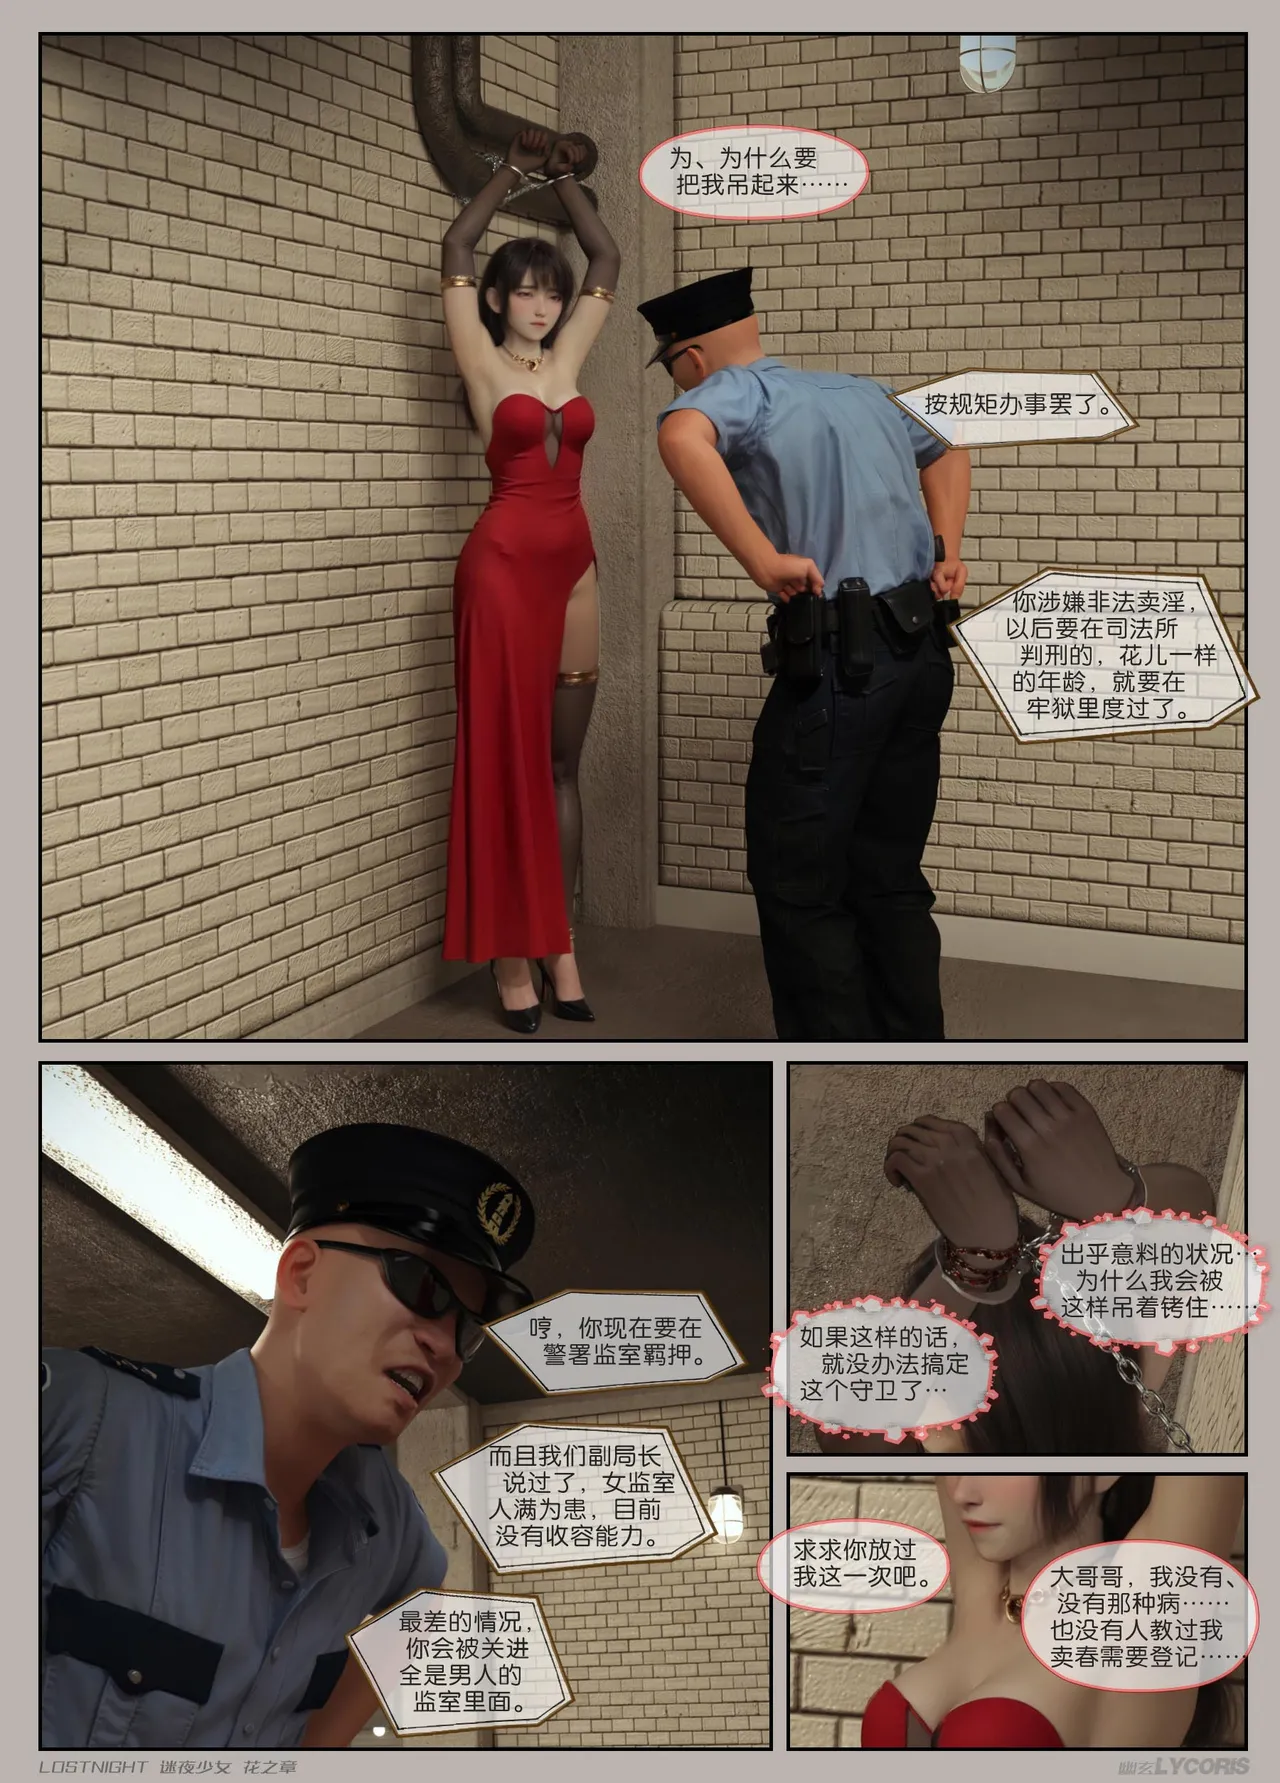 为、为什么要
把我吊起来……
按规矩办事罢了。
你涉嫌非法卖淫，
以后要在司法所
判刑的，花儿一样
的年龄，就要在
牢狱里度过了。
哼，你现在要在
警署监室羁押。
而且我们副局长
说过了，女监室
人满为患，目前
没有收容能力。
最差的情况，
你会被关进
全是男人的
监室里面。
出乎意料的状况…
为什么我会被
这样吊着铐住……
如果这样的话，
就没办法搞定
这个守卫了…
求求你放过
我这一次吧。
大哥哥，我没有、
没有那种病……
也没有人教过我
卖春需要登记……
LOSTNIGHT 迷夜少女 花之章
幽玄LYCORIS